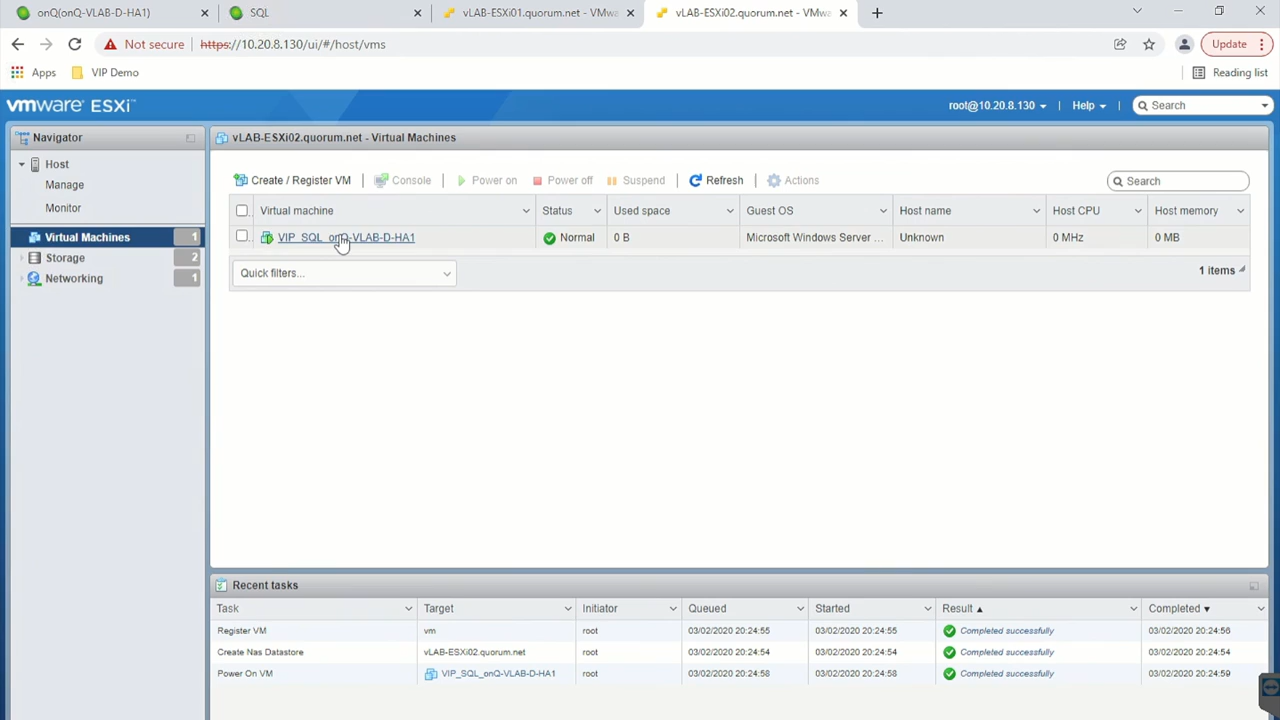 onQ(onQ-VLAB-D-HA1)
SQL
vLAB-ESXi01.quorum.net - VMwa
vLAB-ESXi02.quorum.net - VMwa
Not secure https://10.20.8.130/ui/#/host/vms
Update
Apps VIP Demo Reading list
vmware ESXi™
root@10.20.8.130 Help Search
Navigator
vLAB-ESXi02.quorum.net - Virtual Machines
Host
Manage
Monitor
Virtual Machines 1
Storage 2
Networking 1
Create / Register VM Console Power on Power off Suspend Refresh Actions Search
Virtual machine Status Used space Guest OS Host name Host CPU Host memory
VIP_SQL_onQ-VLAB-D-HA1 Normal 0 B Microsoft Windows Server ... Unknown 0 MHz 0 MB
Quick filters... 1 items
Recent tasks
Task Target Initiator Queued Started Result ▲ Completed ▼
Register VM vm root 03/02/2020 20:24:55 03/02/2020 20:24:55 Completed successfully 03/02/2020 20:24:56
Create Nas Datastore vLAB-ESXi02.quorum.net root 03/02/2020 20:24:54 03/02/2020 20:24:54 Completed successfully 03/02/2020 20:24:54
Power On VM VIP_SQL_onQ-VLAB-D-HA1 root 03/02/2020 20:24:58 03/02/2020 20:24:58 Completed successfully 03/02/2020 20:24:59